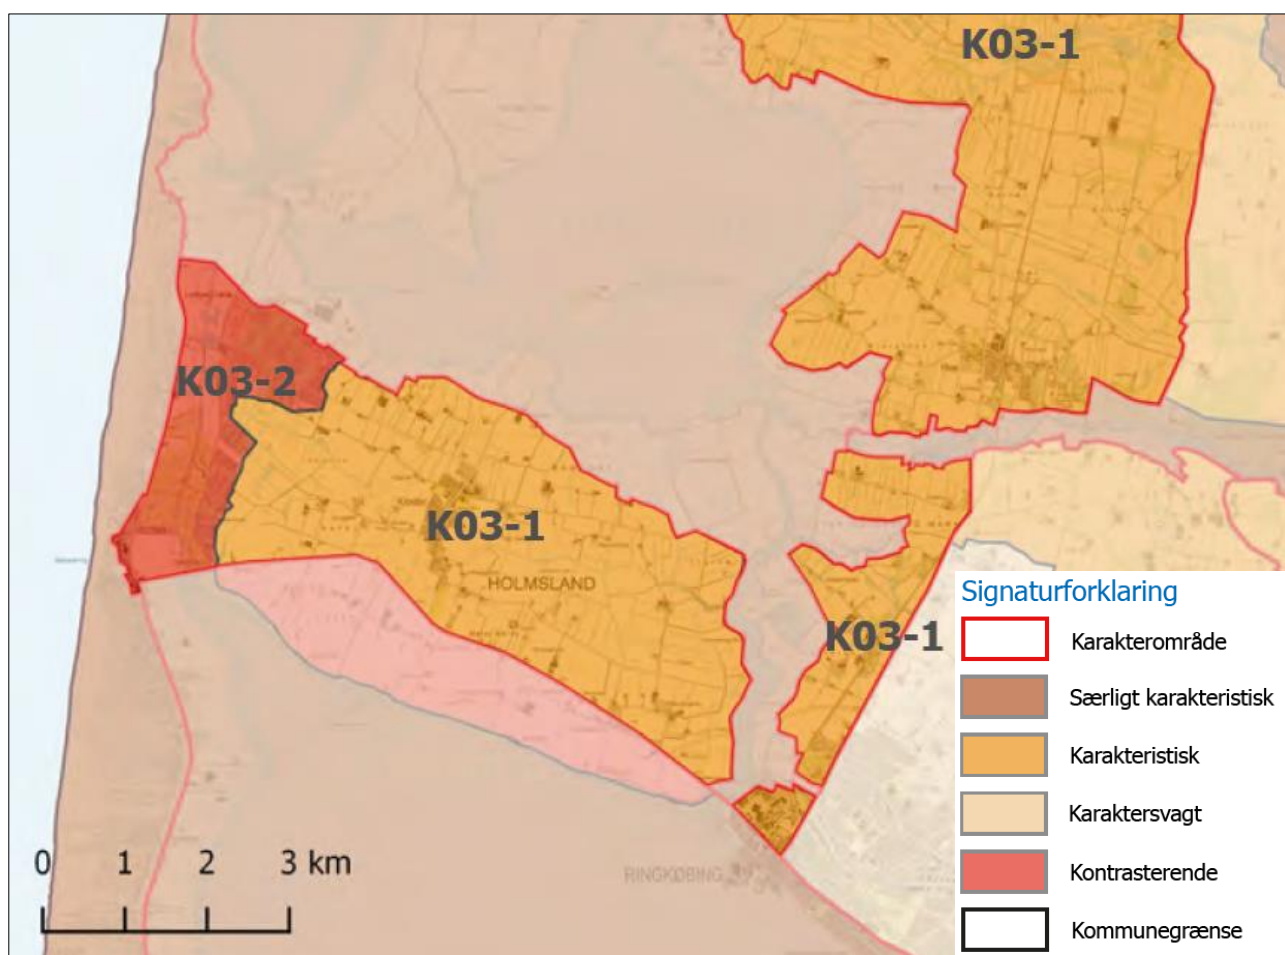 K03-1
K03-2
K03-1
HOLMSLAND
K03-1
RINGKØBING
0 1 2 3 km
Signaturforklaring
Karakterområde
Særligt karakteristisk
Karakteristisk
Karaktersvagt
Kontrasterende
Kommunegrænse